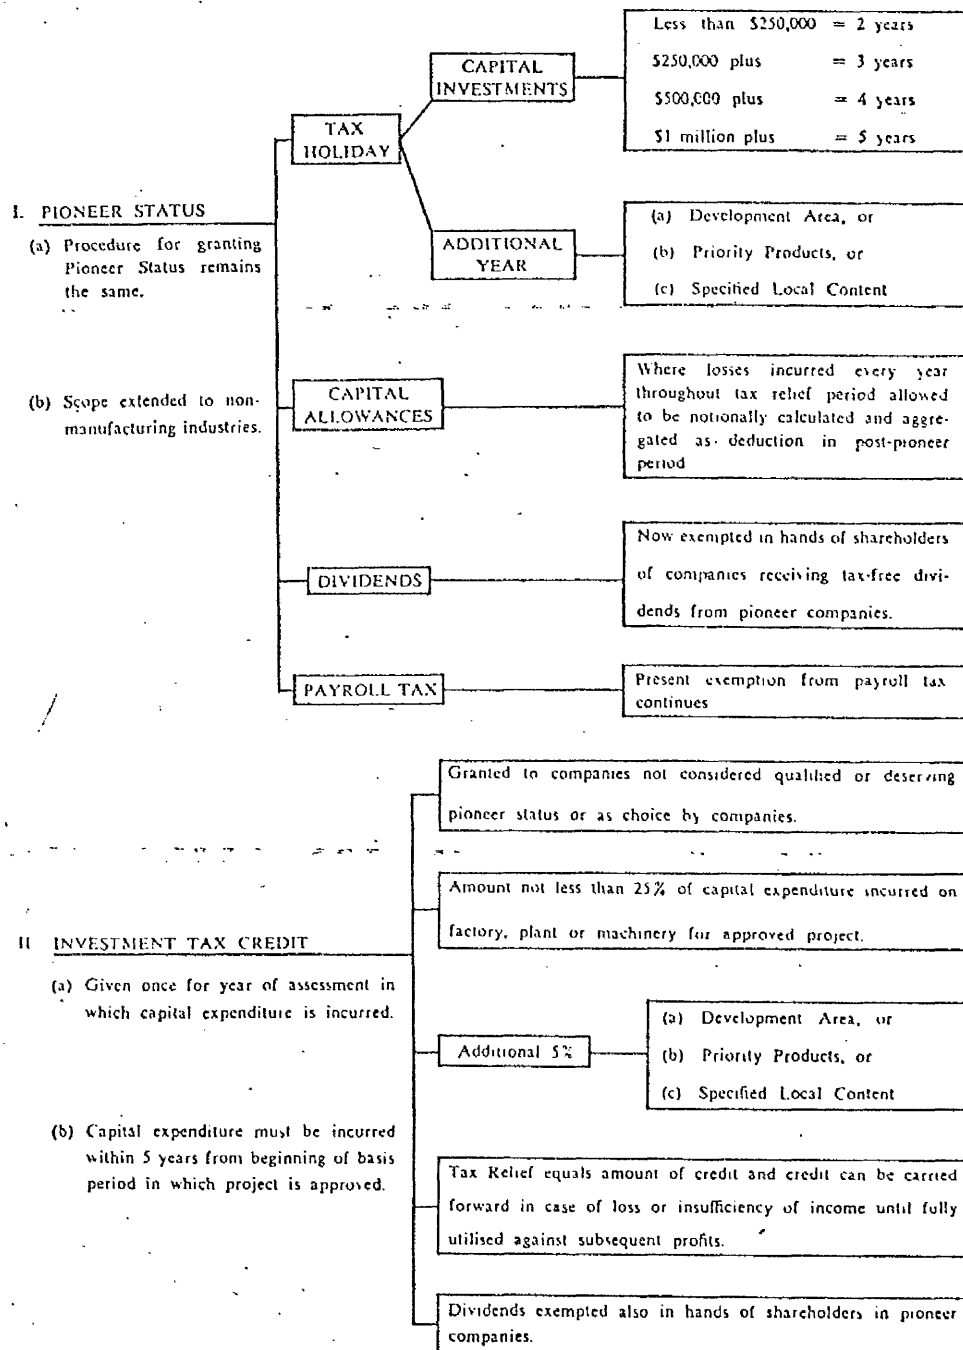 Less than $250,000 = 2 years
$250,000 plus = 3 years
$500,000 plus = 4 years
$1 million plus = 5 years
CAPITAL
INVESTMENTS
TAX
HOLIDAY
I. PIONEER STATUS
(a) Procedure for granting
Pioneer Status remains
the same.
ADDITIONAL
YEAR
(a) Development Area, or
(b) Priority Products, or
(c) Specified Local Content
(b) Scope extended to non-
manufacturing industries.
CAPITAL
ALLOWANCES
Where losses incurred every year
throughout tax relief period allowed
to be notionally calculated and aggre-
gated as deduction in post-pioneer
period
DIVIDENDS
Now exempted in hands of shareholders
of companies receiving tax-free divi-
dends from pioneer companies.
PAYROLL TAX
Present exemption from payroll tax
continues
Granted to companies not considered qualified or deserving
pioneer status or as choice by companies.
Amount not less than 25% of capital expenditure incurred on
factory, plant or machinery for approved project.
II INVESTMENT TAX CREDIT
(a) Given once for year of assessment in
which capital expenditure is incurred.
Additional 5%
(a) Development Area, or
(b) Priority Products, or
(c) Specified Local Content
(b) Capital expenditure must be incurred
within 5 years from beginning of basis
period in which project is approved.
Tax Relief equals amount of credit and credit can be carried
forward in case of loss or insufficiency of income until fully
utilised against subsequent profits.
Dividends exempted also in hands of shareholders in pioneer
companies.